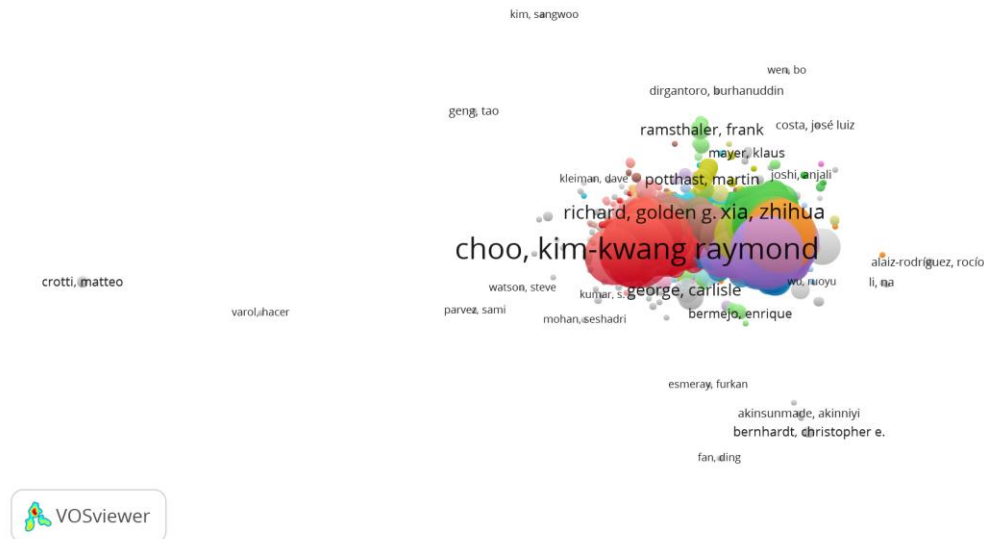 kim, sangwoo
wen, bo
dirgantoro, burhanuddin
geng, tao
ramsthaler, frank
costa, josé luiz
mayer, klaus
kleiman, dave
potthast, martin
joshi, anjali
richard, golden g.
xia, zhihua
choo, kim-kwang raymond
alaiz-rodríguez, rocío
crotti, matteo
watson, steve
kumar, s.
george, carlisle
wu, ruoyu
li, na
varol, hacer
parvez, sami
mohan, seshadri
bermejo, enrique
esmeray, furkan
akinsunmade, akinniyi
bernhardt, christopher e.
fan, ding
VOSviewer